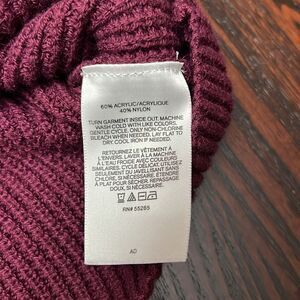 60% ACRYLIC/ACRYLIQUE
40% NYLON
TURN GARMENT INSIDE OUT. MACHINE
WASH COLD WITH LIKE COLORS.
GENTLE CYCLE. ONLY NON-CHLORINE
BLEACH WHEN NEEDED. LAY FLAT TO
DRY. COOL IRON IF NEEDED.
RETOURNEZ LE VÊTEMENT À
L'ENVERS. LAVER À LA MACHINE
À L'EAU FROIDE AVEC COULEURS
SIMILAIRES. CYCLE DÉLICAT. UTILISEZ
DU JAVELLISANT SANS
CHLORE SI NÉCESSAIRE. SÉCHER
À PLAT. REPASSAGE
DOUX, SI NÉCESSAIRE.
RN# 55285
AD